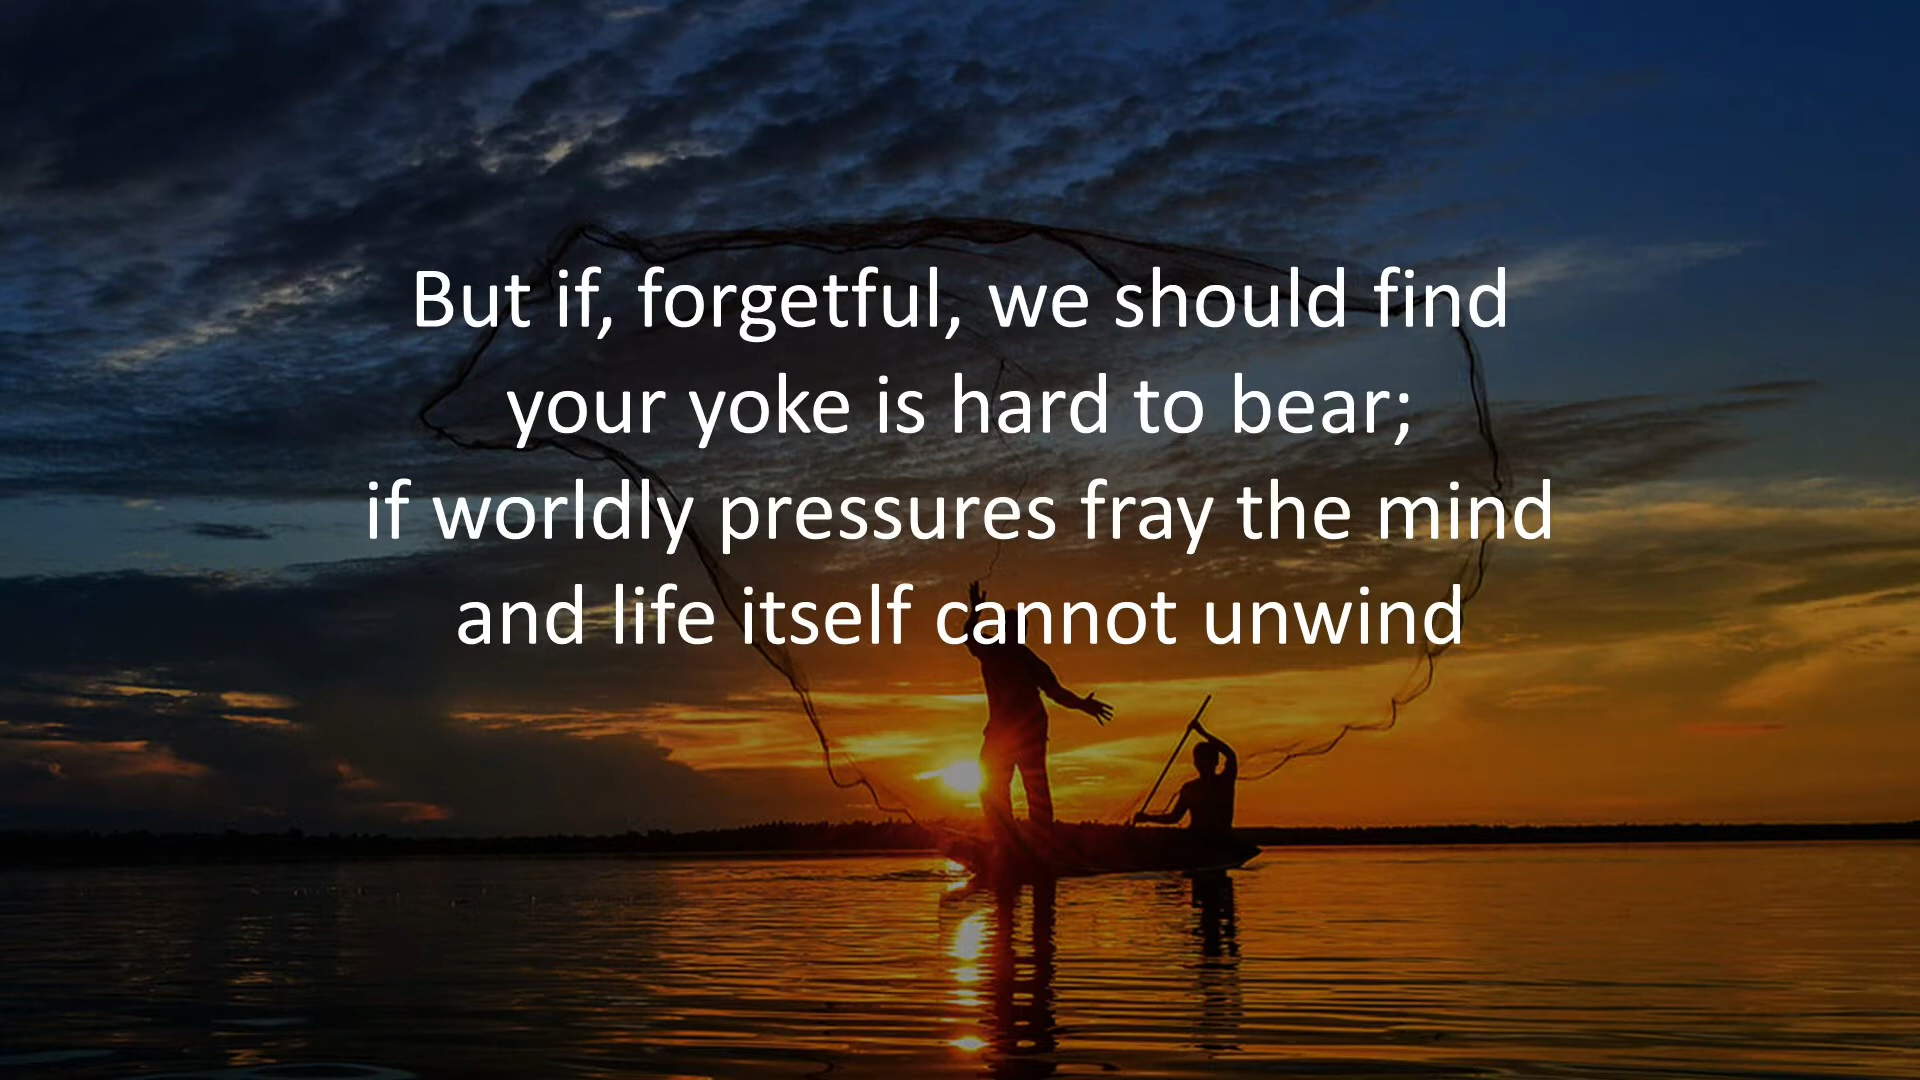 But if, forgetful, we should find
your yoke is hard to bear;
if worldly pressures fray the mind
and life itself cannot unwind